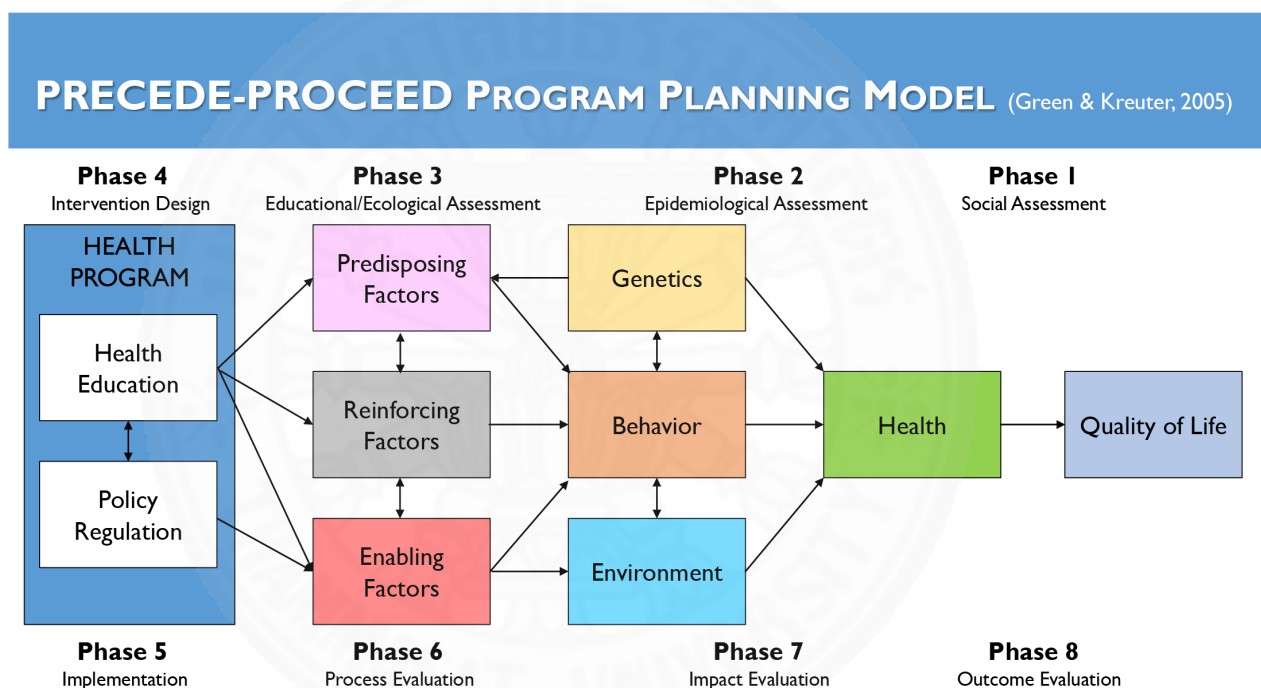 PRECEDE-PROCEED PROGRAM PLANNING MODEL (Green & Kreuter, 2005)
Phase 4
Intervention Design
Phase 3
Educational/Ecological Assessment
Phase 2
Epidemiological Assessment
Phase 1
Social Assessment
HEALTH
PROGRAM
Health
Education
Policy
Regulation
Predisposing
Factors
Reinforcing
Factors
Enabling
Factors
Genetics
Behavior
Environment
Health
Quality of Life
Phase 5
Implementation
Phase 6
Process Evaluation
Phase 7
Impact Evaluation
Phase 8
Outcome Evaluation